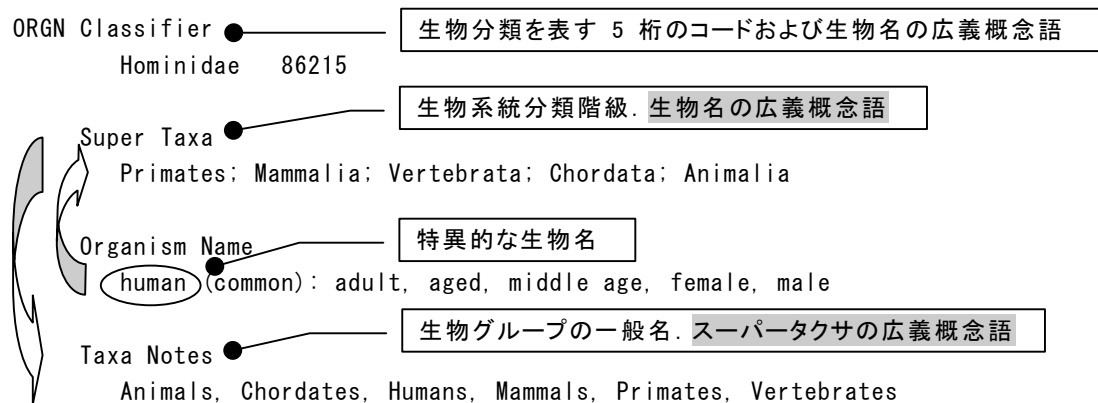 ORGN Classifier
生物分類を表す 5 桁のコードおよび生物名の広義概念語
Hominidae 86215
Super Taxa
生物系統分類階級. 生物名の広義概念語
Primates; Mammalia; Vertebrata; Chordata; Animalia
Organism Name
特異的な生物名
human (common): adult, aged, middle age, female, male
Taxa Notes
生物グループの一般名. スーパータクサの広義概念語
Animals, Chordates, Humans, Mammals, Primates, Vertebrates